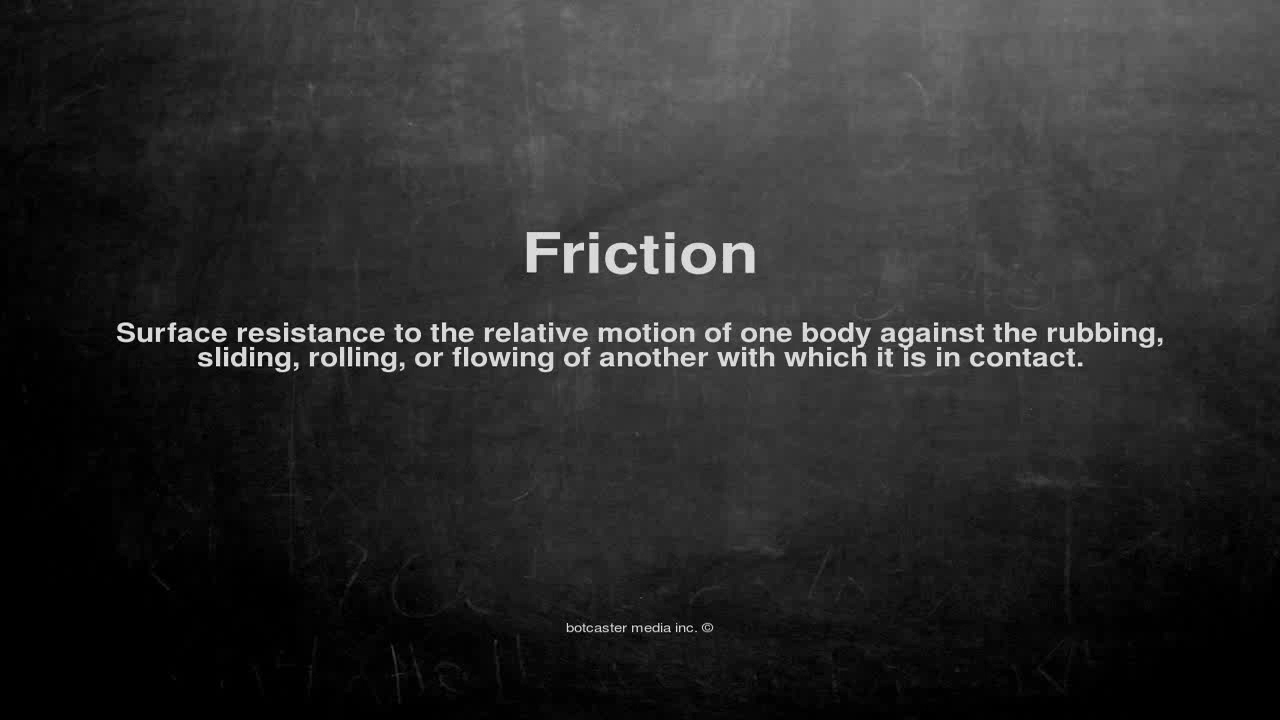 Friction
Surface resistance to the relative motion of one body against the rubbing,
sliding, rolling, or flowing of another with which it is in contact.
botcaster media inc. ©